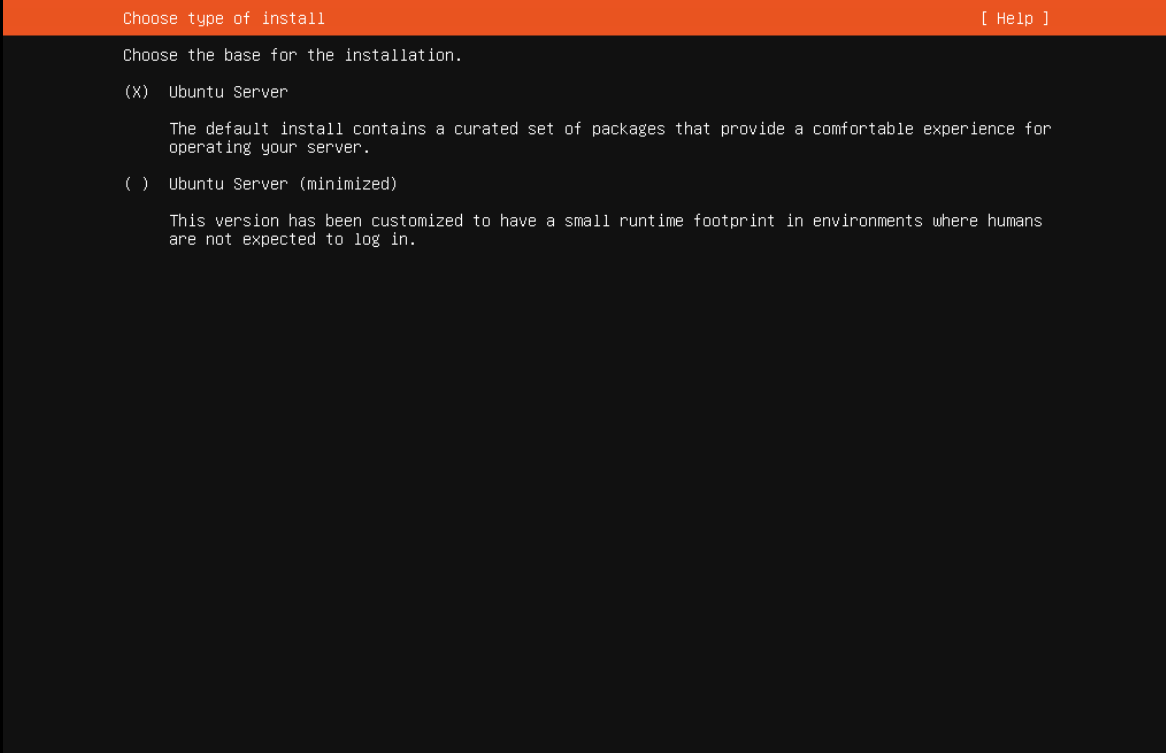 Choose type of install [ Help ]
Choose the base for the installation.
(X) Ubuntu Server
The default install contains a curated set of packages that provide a comfortable experience for
operating your server.
( ) Ubuntu Server (minimized)
This version has been customized to have a small runtime footprint in environments where humans
are not expected to log in.